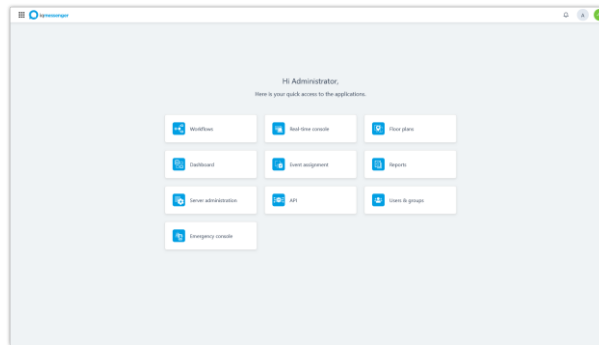 iqmessenger
a
Hi Administrator,
Here is your quick access to the applications.
Workflows
Real-time console
Floor plans
Dashboard
Event assignment
Reports
Server administration
API
Users & groups
Emergency console